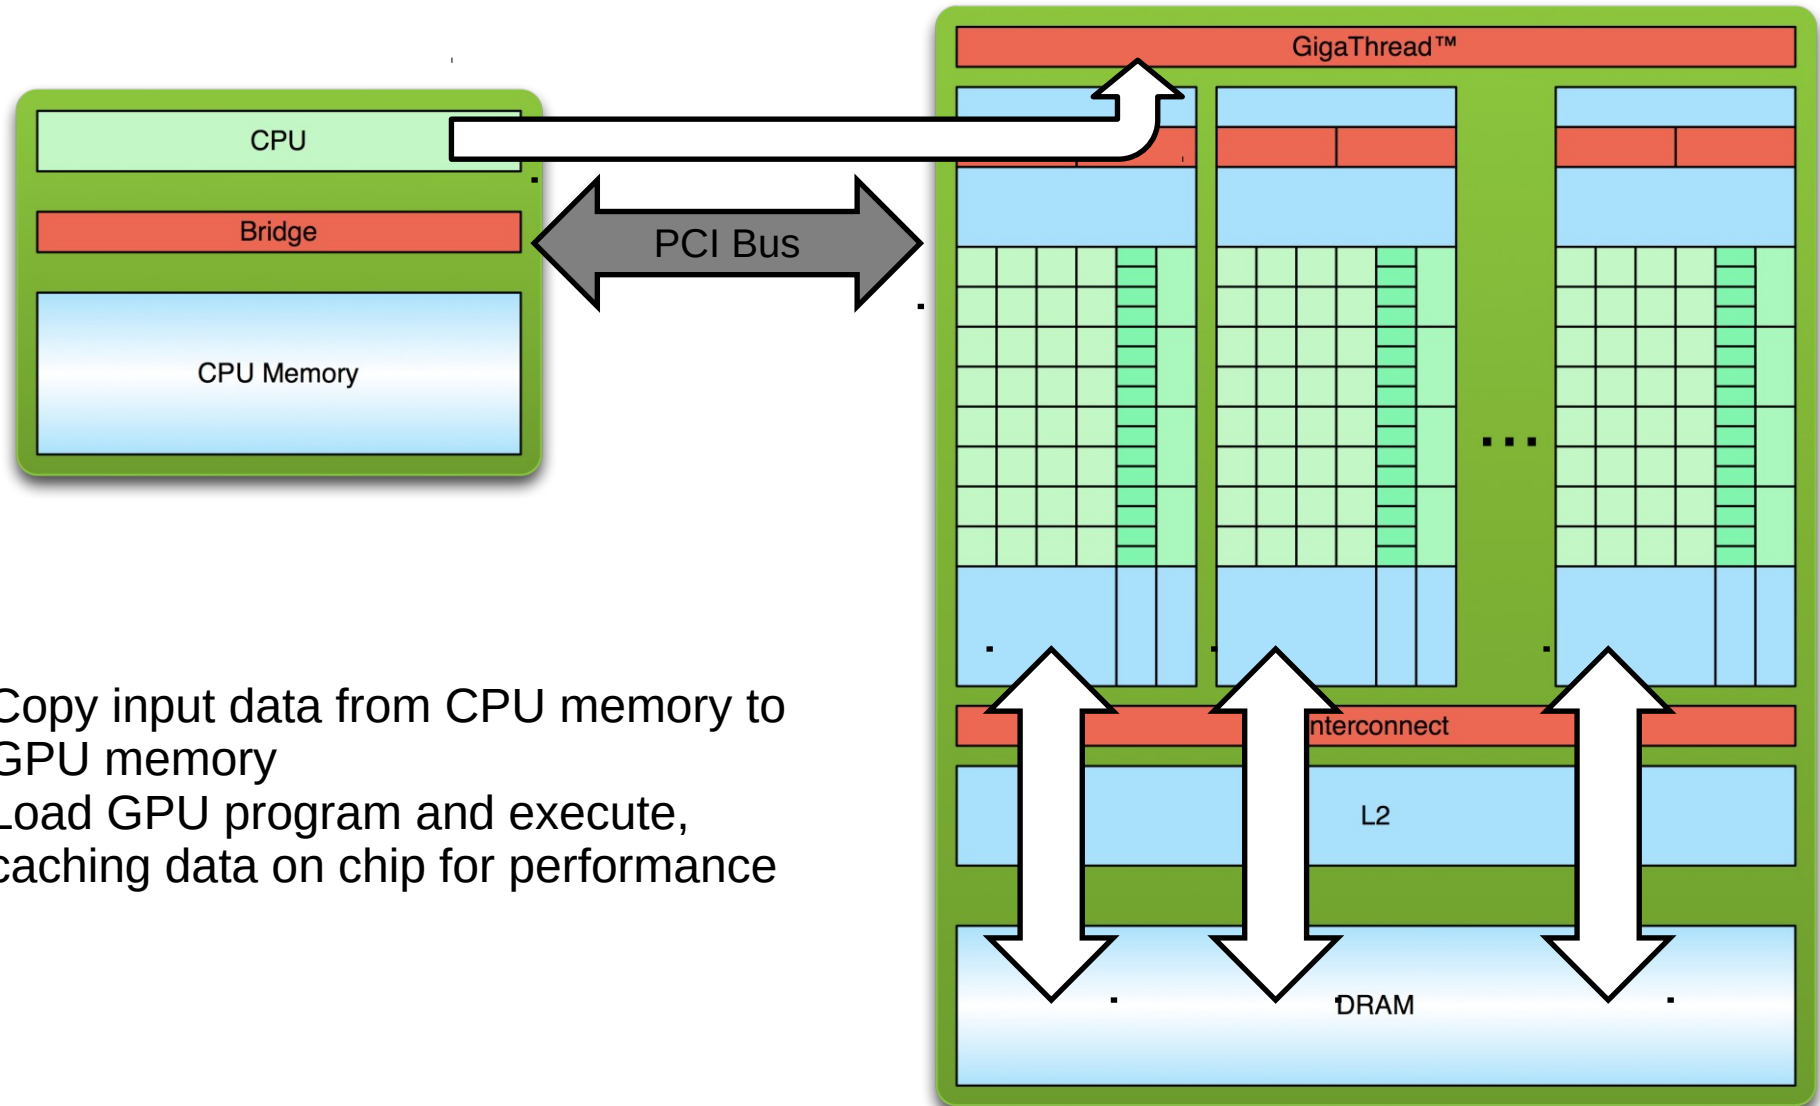 GigaThread™
CPU
Bridge
PCI Bus
CPU Memory
...
Copy input data from CPU memory to
GPU memory
Load GPU program and execute,
caching data on chip for performance
nterconnect
L2
DRAM